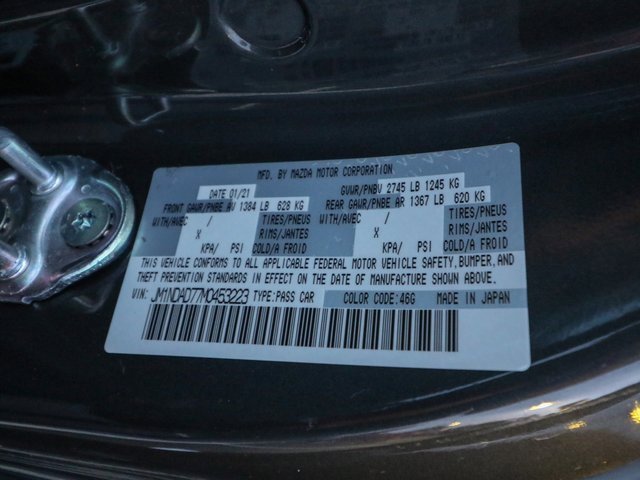 MFD. BY MAZDA MOTOR CORPORATION
DATE 01/21 GVWR/PNBV 2745 LB 1245 KG
FRONT GAWR/PNBE AV 1384 LB 628 KG REAR GAWR/PNBE AR 1367 LB 620 KG
WITH/AVEC / TIRES/PNEUS WITH/AVEC / TIRES/PNEUS
X RIMS/JANTES X RIMS/JANTES
KPA/ PSI COLD/A FROID KPA/ PSI COLD/A FROID
THIS VEHICLE CONFORMS TO ALL APPLICABLE FEDERAL MOTOR VEHICLE SAFETY, BUMPER, AND
THEFT PREVENTION STANDARDS IN EFFECT ON THE DATE OF MANUFACTURE SHOWN ABOVE.
VIN: JM1NDAD77M0453223 TYPE:PASS CAR COLOR CODE:46G MADE IN JAPAN